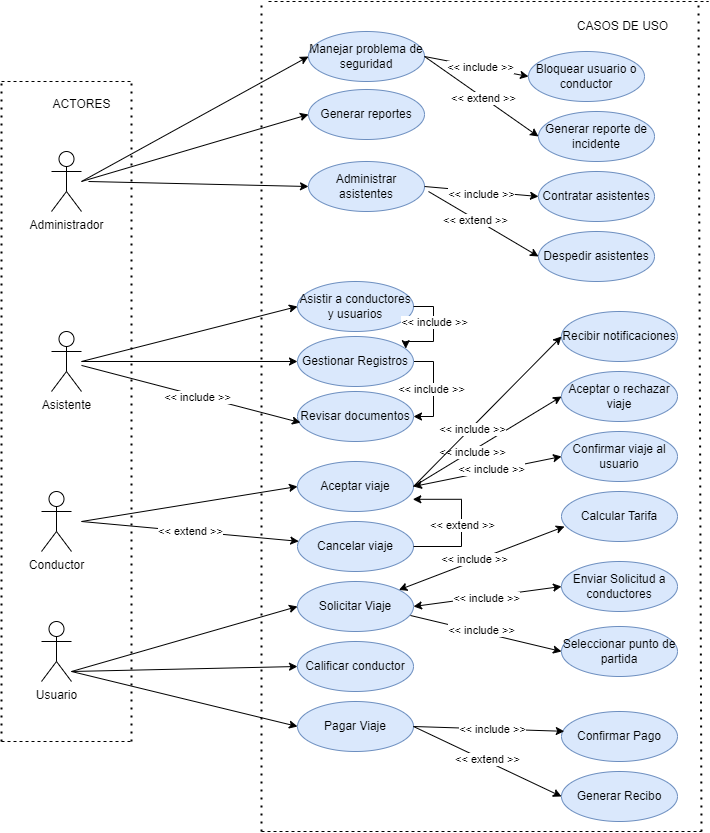 CASOS DE USO
ACTORES
Manejar problema de
seguridad
<< include >>
Bloquear usuario o
conductor
<< extend >>
Generar reportes
Generar reporte de
incidente
Administrar
asistentes
<< include >>
Contratar asistentes
Administrador
<< extend >>
Despedir asistentes
Asistir a conductores
y usuarios
<< include >>
Recibir notificaciones
Gestionar Registros
<< include >>
Aceptar o rechazar
viaje
Asistente
<< include >>
Revisar documentos
<< include >>
<< include >>
Confirmar viaje al
usuario
<< include >>
Aceptar viaje
Calcular Tarifa
<< extend >>
<< extend >>
Cancelar viaje
Conductor
<< include >>
Enviar Solicitud a
conductores
<< include >>
Solicitar Viaje
<< include >>
Seleccionar punto de
partida
Calificar conductor
Usuario
Pagar Viaje
<< include >>
Confirmar Pago
<< extend >>
Generar Recibo